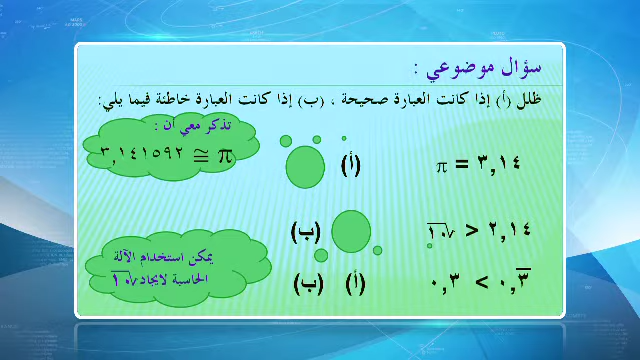 سؤال موضوعي :
ظلل (أ) إذا كانت العبارة صحيحة ، (ب) إذا كانت العبارة خاطئة فيما يلي:
تذكر معي أن :
π ≅ ٣,١٤١٥٩٢
π = ٣,١٤
(أ)
√١٠ < ٢,١٤
(ب)
٠,٣ > ٠,٣̅
(أ) (ب)
يمكن استخدام الآلة
الحاسبة لايجاد √١٠